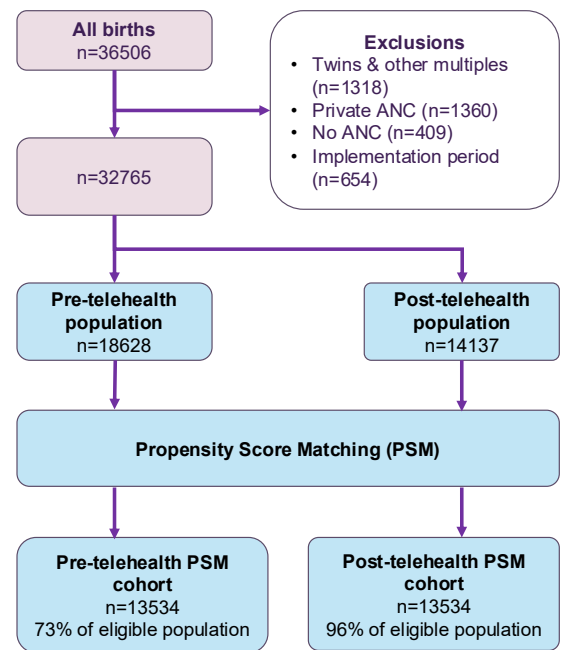 All births
n=36506
Exclusions
• Twins & other multiples
(n=1318)
• Private ANC (n=1360)
• No ANC (n=409)
• Implementation period
(n=654)
n=32765
Pre-telehealth
population
n=18628
Post-telehealth
population
n=14137
Propensity Score Matching (PSM)
Pre-telehealth PSM
cohort
n=13534
73% of eligible population
Post-telehealth PSM
cohort
n=13534
96% of eligible population